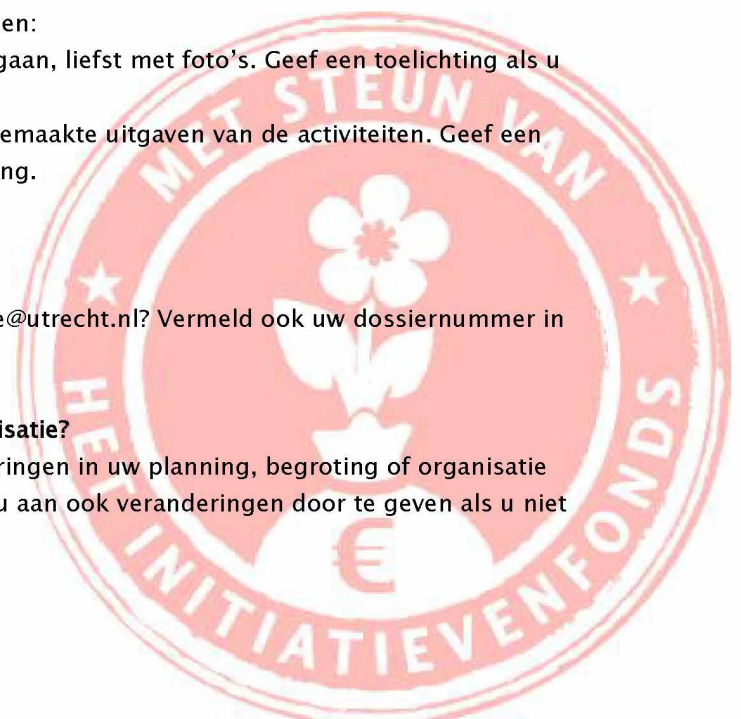 en:
gaan, liefst met foto's. Geef een toelichting als u
emaakte uitgaven van de activiteiten. Geef een
ng.
e@utrecht.nl? Vermeld ook uw dossiernummer in
isatie?
ringen in uw planning, begroting of organisatie
u aan ook veranderingen door te geven als u niet
MET STEUN VAN
HET INITIATIEVENFONDS
€